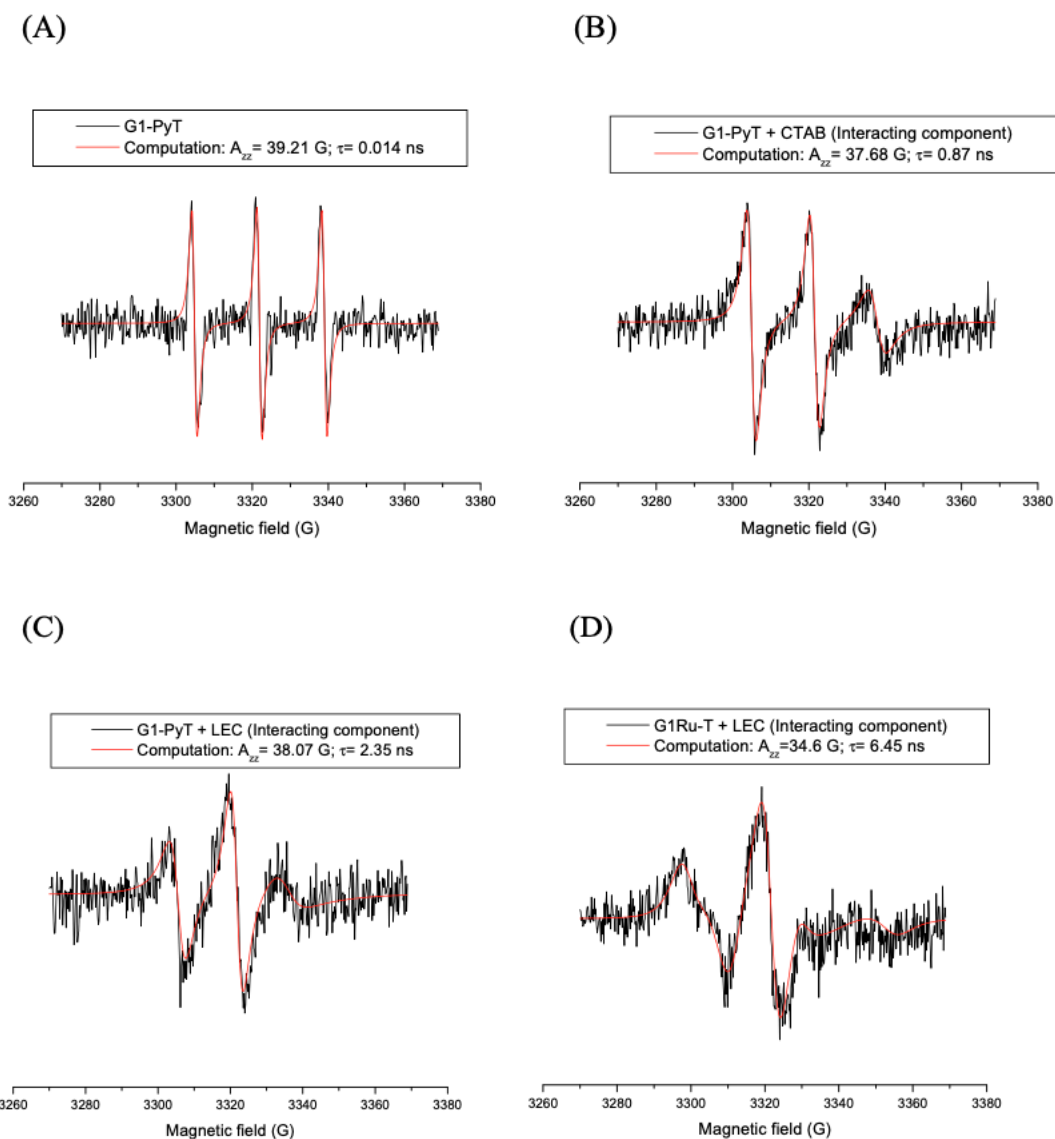 (A)
G1-PyT
Computation: Azz= 39.21 G; τ= 0.014 ns
3260 3280 3300 3320 3340 3360 3380
Magnetic field (G)
(B)
G1-PyT + CTAB (Interacting component)
Computation: Azz= 37.68 G; τ= 0.87 ns
3260 3280 3300 3320 3340 3360 3380
Magnetic field (G)
(C)
G1-PyT + LEC (Interacting component)
Computation: Azz= 38.07 G; τ= 2.35 ns
3260 3280 3300 3320 3340 3360 3380
Magnetic field (G)
(D)
G1Ru-T + LEC (Interacting component)
Computation: Azz=34.6 G; τ= 6.45 ns
3260 3280 3300 3320 3340 3360 3380
Magnetic field (G)